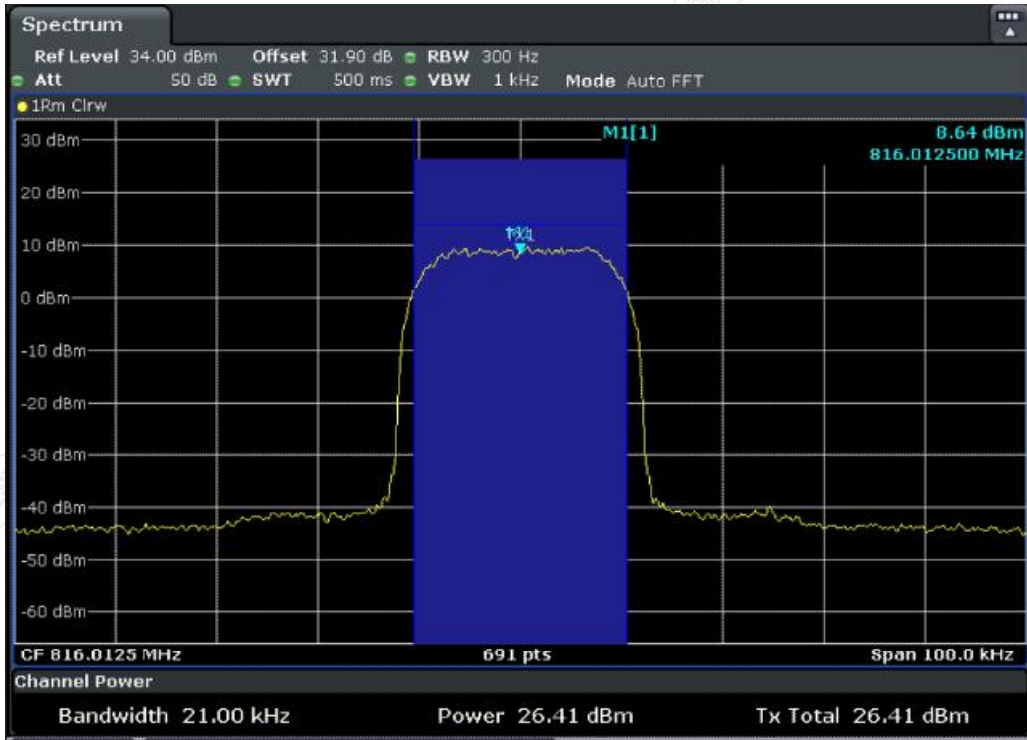 Spectrum
Ref Level 34.00 dBm Offset 31.90 dB RBW 300 Hz
Att 50 dB SWT 500 ms VBW 1 kHz Mode Auto FFT
1Rm Clrw
M1[1] 8.64 dBm
816.012500 MHz
30 dBm
20 dBm
10 dBm
0 dBm
-10 dBm
-20 dBm
-30 dBm
-40 dBm
-50 dBm
-60 dBm
CF 816.0125 MHz 691 pts Span 100.0 kHz
Channel Power
Bandwidth 21.00 kHz Power 26.41 dBm Tx Total 26.41 dBm